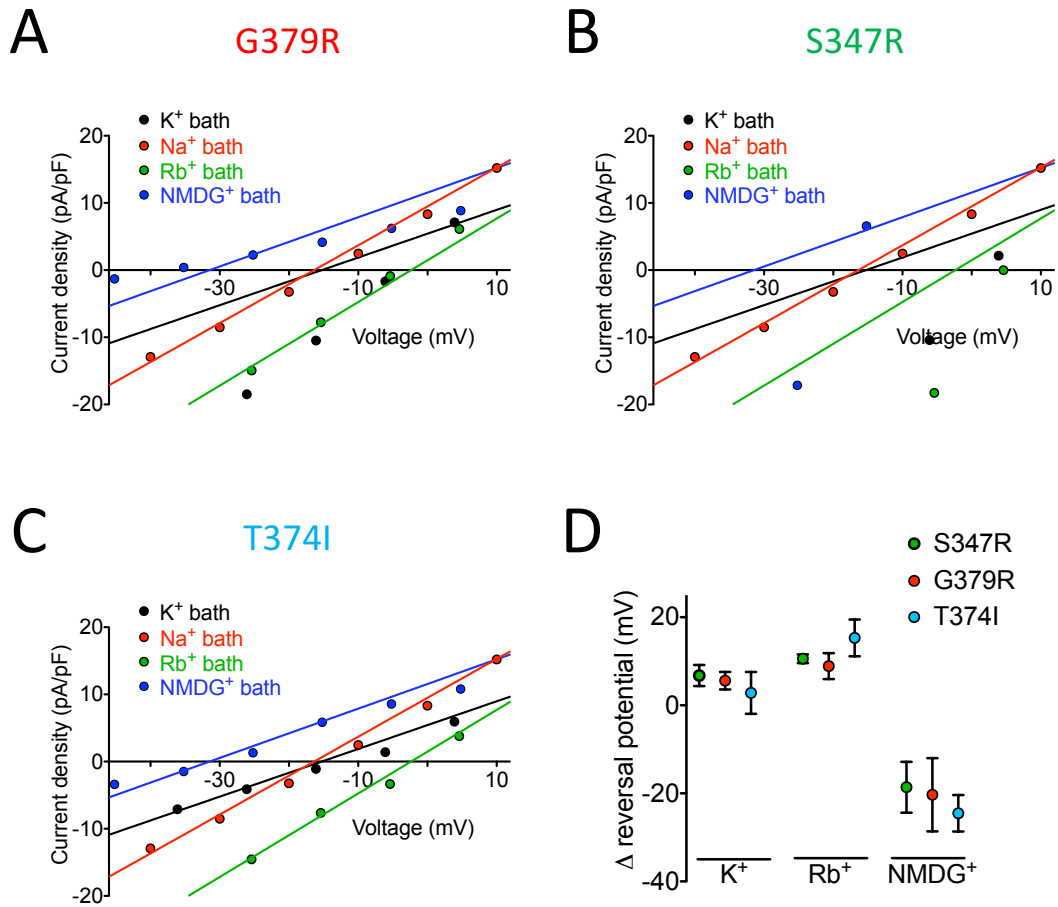 A
G379R
K⁺ bath
Na⁺ bath
Rb⁺ bath
NMDG⁺ bath
Current density (pA/pF)
20
10
0
-10
-20
-30
-10
10
Voltage (mV)
B
S347R
K⁺ bath
Na⁺ bath
Rb⁺ bath
NMDG⁺ bath
Current density (pA/pF)
20
10
0
-10
-20
-30
-10
10
Voltage (mV)
C
T374I
K⁺ bath
Na⁺ bath
Rb⁺ bath
NMDG⁺ bath
Current density (pA/pF)
20
10
0
-10
-20
-30
-10
10
Voltage (mV)
D
S347R
G379R
T374I
Δ reversal potential (mV)
20
0
-20
-40
K⁺
Rb⁺
NMDG⁺